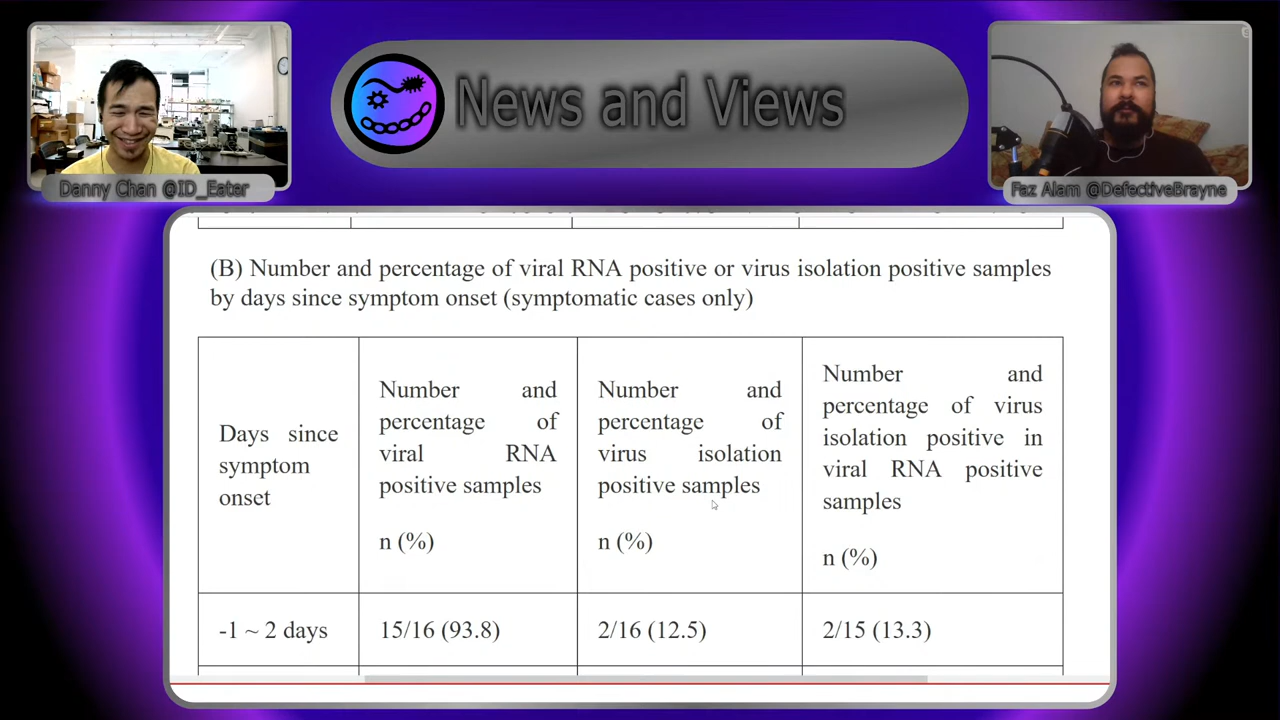 News and Views
Danny Chan @ID_Eater
Faz Alam @DefectiveBrayne
(B) Number and percentage of viral RNA positive or virus isolation positive samples
by days since symptom onset (symptomatic cases only)
Days since
symptom
onset
Number and
percentage of
viral RNA
positive samples
n (%)
Number and
percentage of
virus isolation
positive samples
n (%)
Number and
percentage of virus
isolation positive in
viral RNA positive
samples
n (%)
-1 ~ 2 days
15/16 (93.8)
2/16 (12.5)
2/15 (13.3)